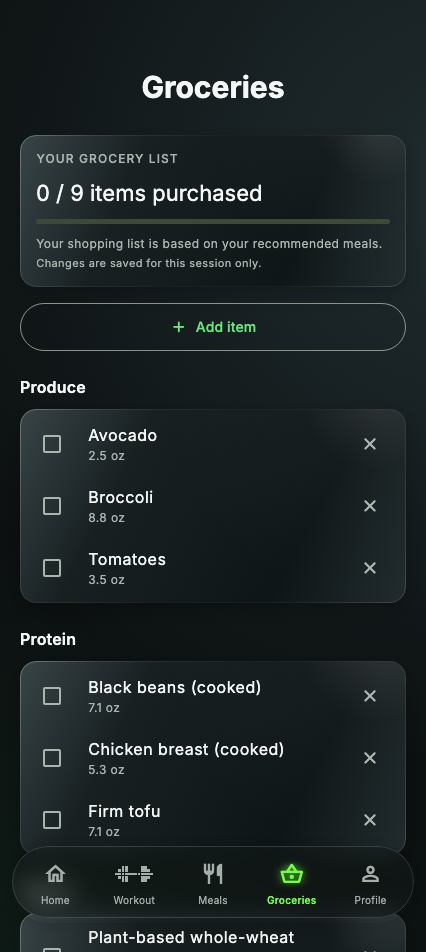 Groceries
YOUR GROCERY LIST
0 / 9 items purchased
Your shopping list is based on your recommended meals.
Changes are saved for this session only.
+ Add item
Produce
Avocado
2.5 oz
Broccoli
8.8 oz
Tomatoes
3.5 oz
Protein
Black beans (cooked)
7.1 oz
Chicken breast (cooked)
5.3 oz
Firm tofu
7.1 oz
Home Workout Meals Groceries Profile
Plant-based whole-wheat